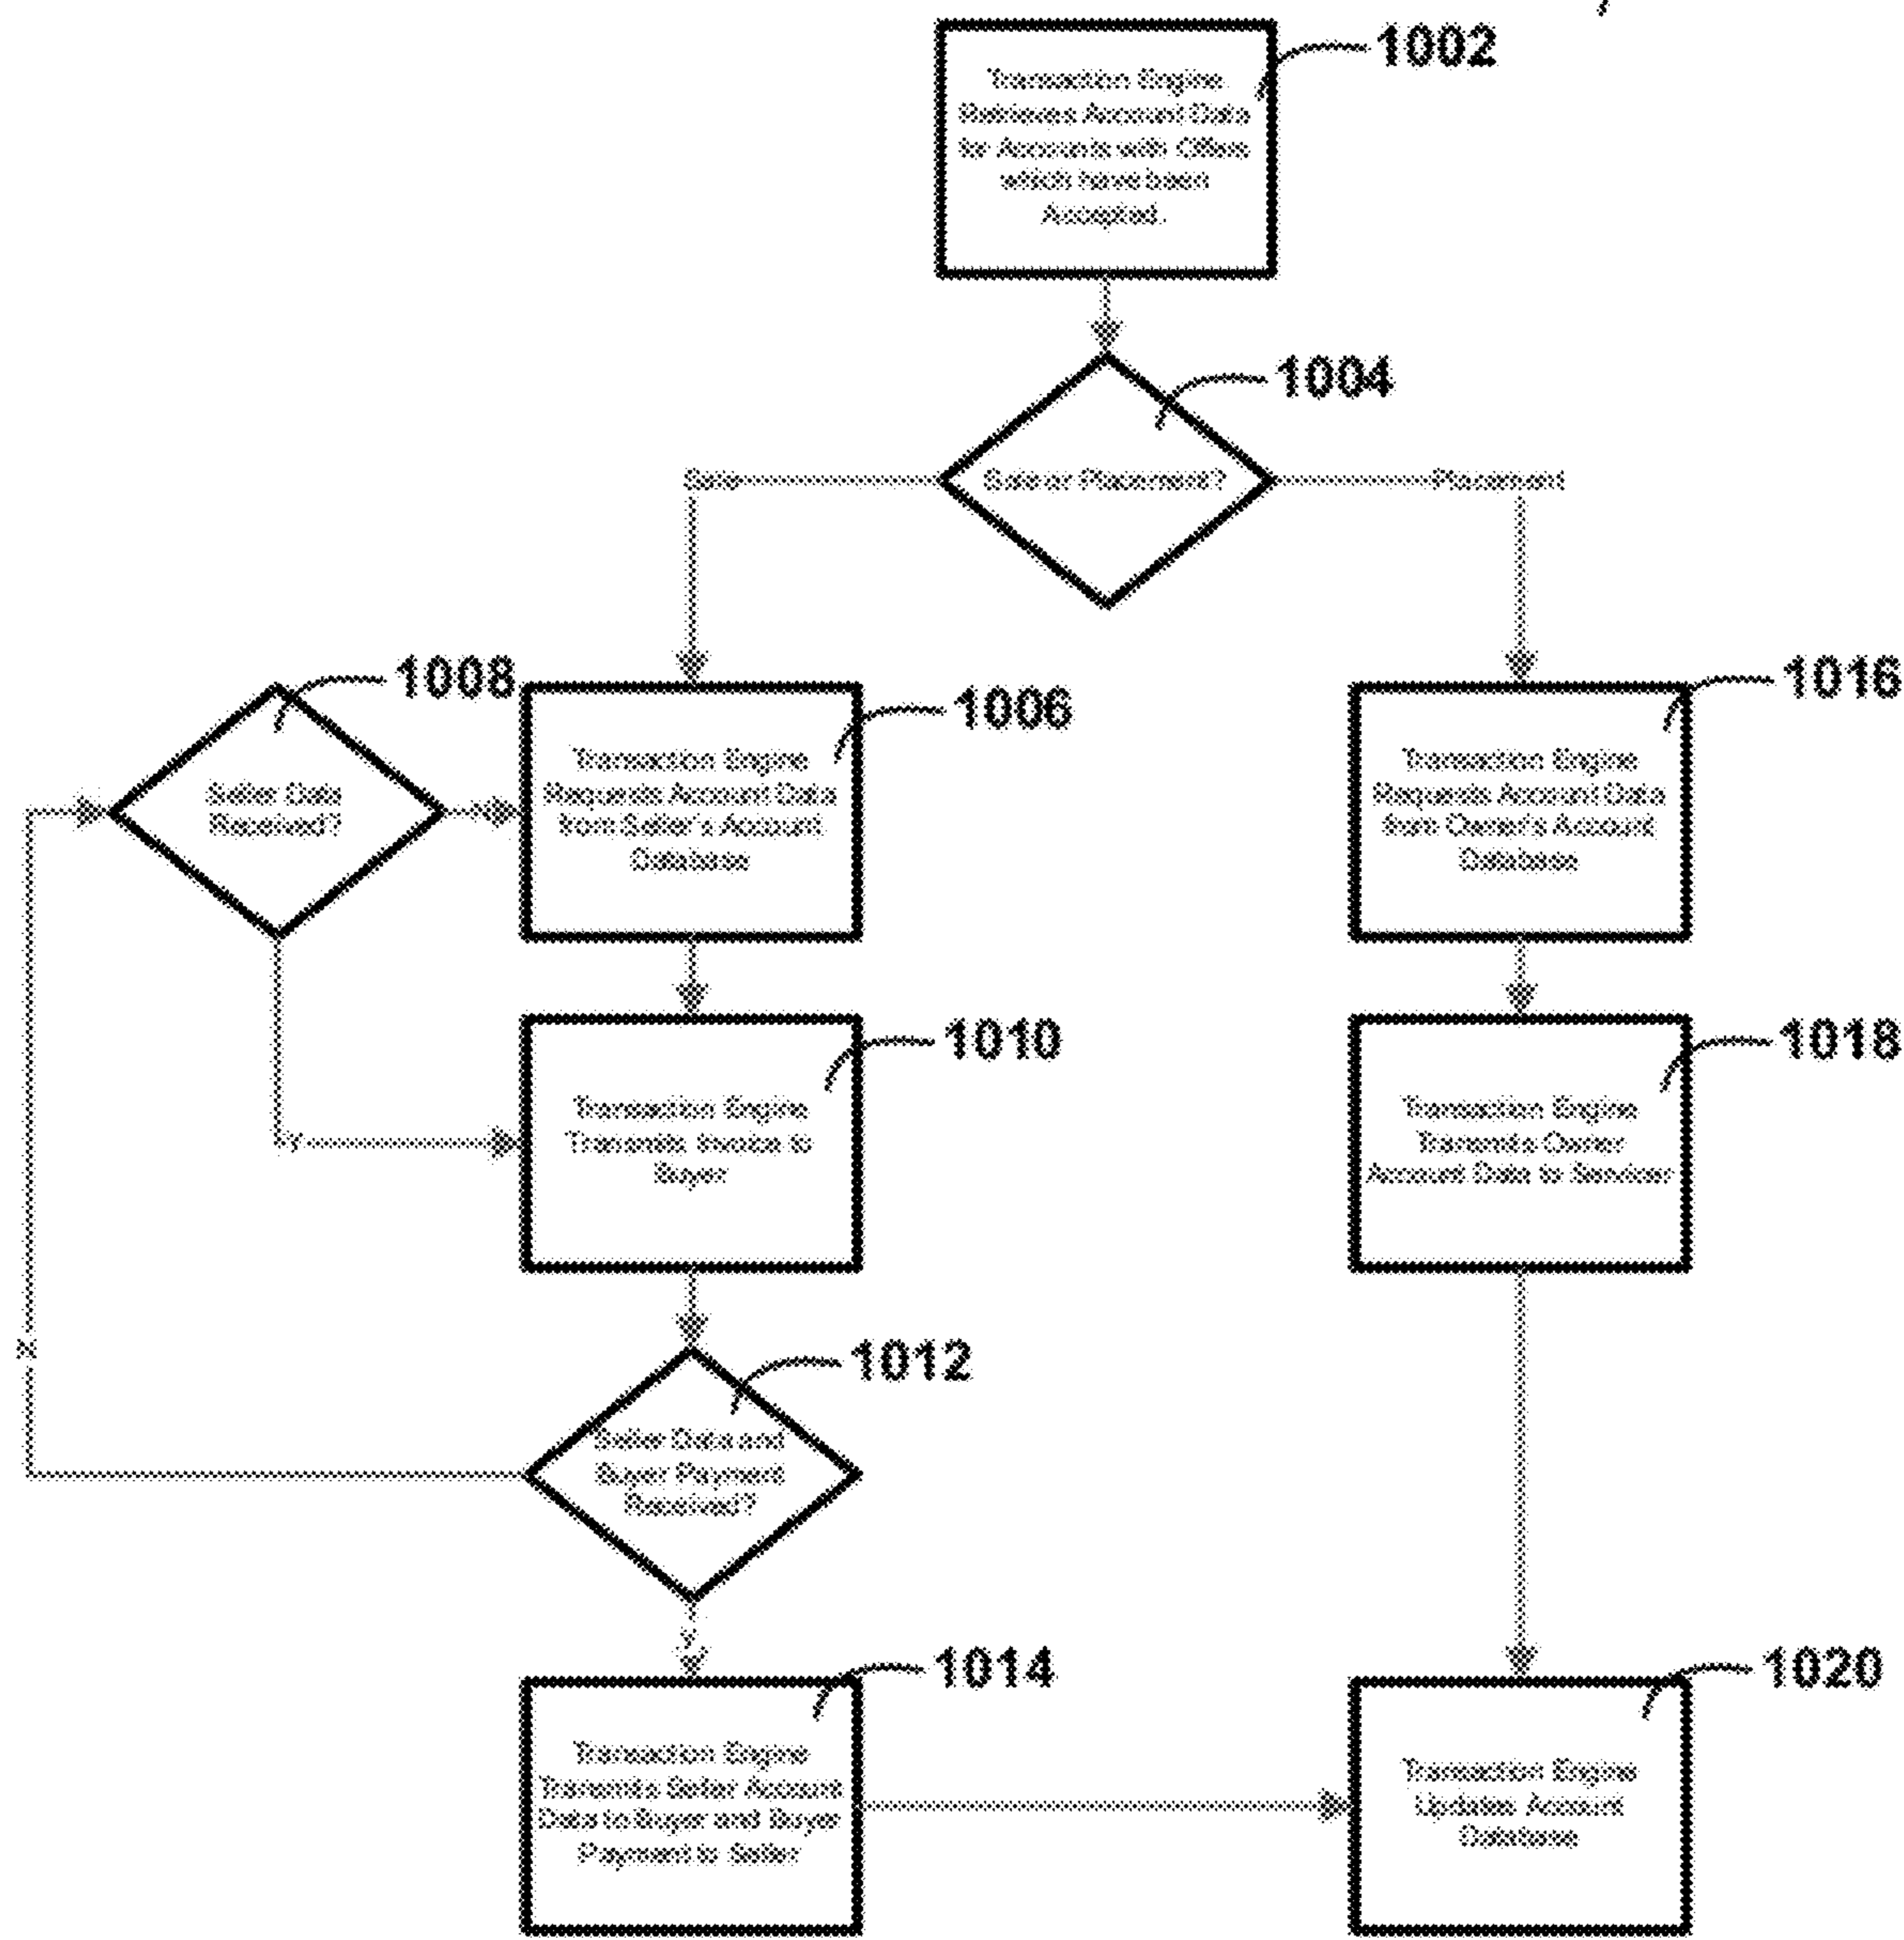 1002
Transaction Engine
Retrieves Account Data
for Accounts with Offers
which have been
Accepted.
1004
Sale or Placement?
Sale
Placement
1008
Seller Data
Received?
1006
Transaction Engine
Requests Account Data
from Seller's Account
Database
1016
Transaction Engine
Requests Account Data
from Owner's Account
Database
Y
1010
Transaction Engine
Transmits Invoice to
Buyer
1018
Transaction Engine
Transmits Owner
Account Data to Servicer
N
1012
Seller Data and
Buyer Payment
Received?
Y
1014
Transaction Engine
Transmits Seller Account
Data to Buyer and Buyer
Payment to Seller
1020
Transaction Engine
Updates Account
Database